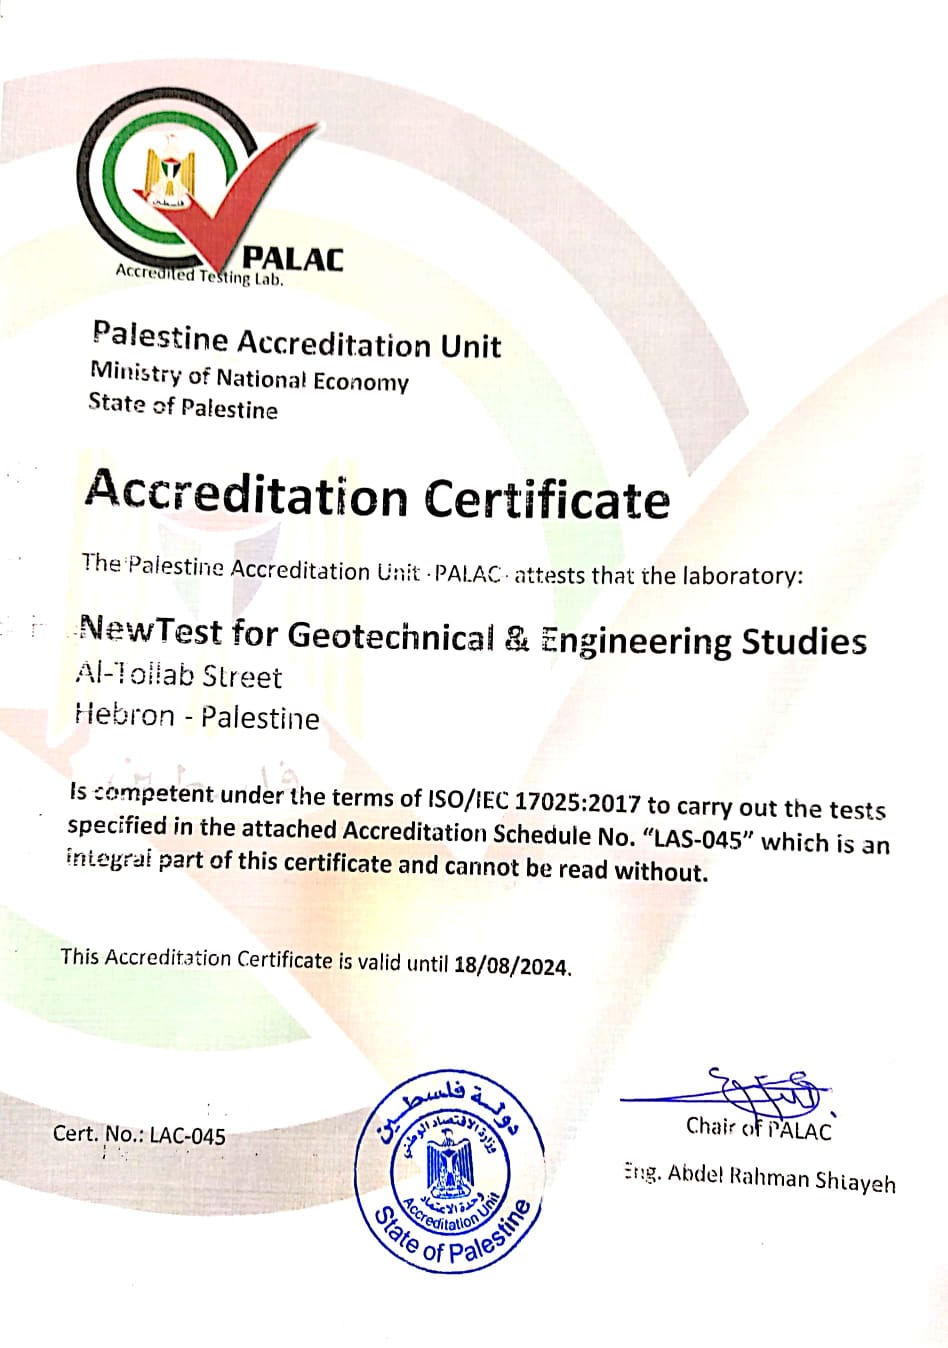 PALAC
Accredited Testing Lab.
Palestine Accreditation Unit
Ministry of National Economy
State of Palestine
Accreditation Certificate
The Palestine Accreditation Unit - PALAC - attests that the laboratory:
NewTest for Geotechnical & Engineering Studies
Al-Tollab Street
Hebron - Palestine
Is competent under the terms of ISO/IEC 17025:2017 to carry out the tests
specified in the attached Accreditation Schedule No. “LAS-045” which is an
integral part of this certificate and cannot be read without.
This Accreditation Certificate is valid until 18/08/2024.
Cert. No.: LAC-045
دولة فلسطين
وزارة الاقتصاد الوطني
وحدة الاعتماد
Accreditation Unit
State of Palestine
Chair of PALAC
Eng. Abdel Rahman Shiayeh